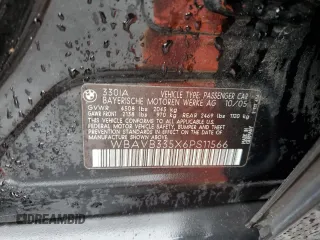 BMW
330IA
VEHICLE TYPE: PASSENGER CAR
BAYERISCHE MOTOREN WERKE AG 10/05
GVWR 4508 LBS 2045 KG
GAWR FRONT 2138 LBS 970 KG REAR 2469 LBS 1120 KG
THIS VEHICLE CONFORMS TO ALL APPLICABLE
FEDERAL MOTOR VEHICLE SAFETY, BUMPER AND
THEFT PREVENTION STANDARDS IN EFFECT ON
THE DATE OF MANUFACTURE SHOWN ABOVE
WBAVB335X6PS11566
IDEAMBID